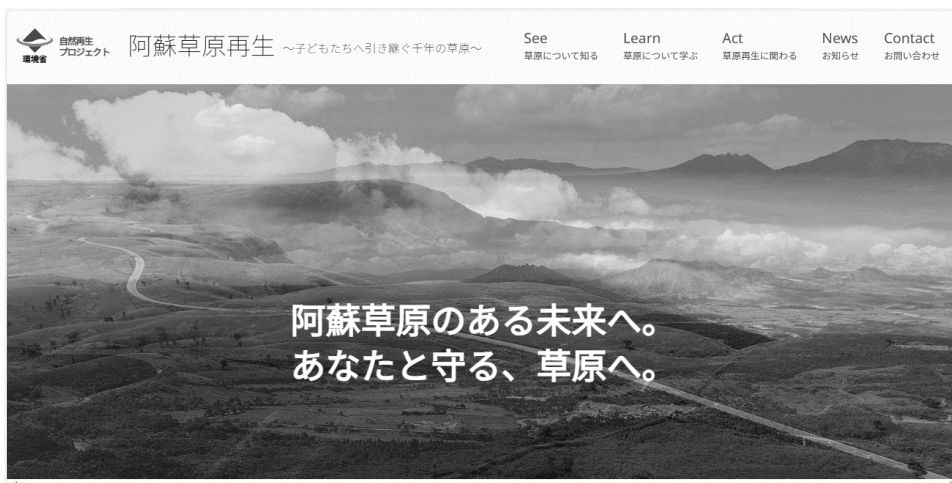 環境省
自然再生
プロジェクト
阿蘇草原再生 ～子どもたちへ引き継ぐ千年の草原～
See
草原について知る
Learn
草原について学ぶ
Act
草原再生に関わる
News
お知らせ
Contact
お問い合わせ
阿蘇草原のある未来へ。
あなたと守る、草原へ。